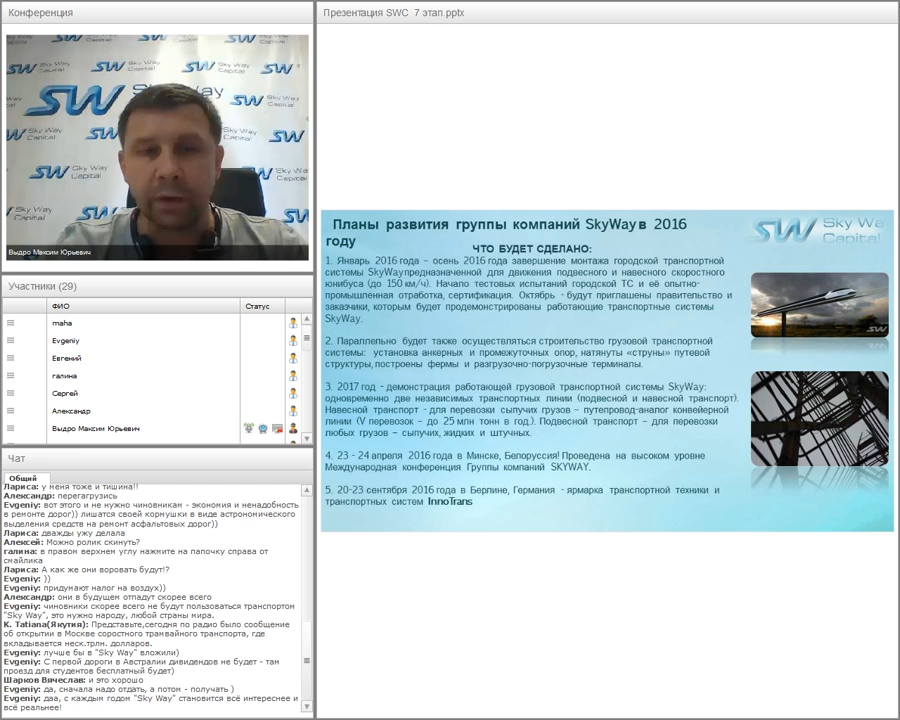 Конференция
Sky Way
Capital
SW Sky Way
Capital
Выдро Максим Юрьевич
Участники (29)
ФИО
Статус
maha
Evgeniy
Евгений
галина
Сергей
Александр
Выдро Максим Юрьевич
Чат
Общий
Лариса: у меня тоже и тишина!!
Александр: перегагрузись
Evgeniy: вот этого и не нужно чиновникам - экономия и ненадобность
в ремонте дорог)) лишатся своей кормушки в виде астрономического
выделения средств на ремонт асфальтовых дорог))
Лариса: дважды ужу делала
Алексей: Можно ролик скинуть?
галина: в правом верхнем углу нажмите на папочку справа от
смайлика
Лариса: А как же они воровать будут!?
Evgeniy: ))
Evgeniy: придумают налог на воздух))
Александр: они в будущем отпадут скорее всего
Evgeniy: чиновники скорее всего не будут пользоваться транспортом
"Sky Way", это нужно народу, любой страны мира.
К. Tatiana(Якутия): Представьте,сегодня по радио было сообщение
об открытии в Москве соростного трамвайного транспорта, где
вкладывается неск.трлн. долларов.
Evgeniy: лучше бы в "Sky Way" вложили)
Evgeniy: С первой дороги в Австралии дивидендов не будет - там
проезд для студентов бесплатный будет)
Шарков Вячеслав: и это хорошо
Evgeniy: да, сначала надо отдать, а потом - получать )
Evgeniy: даа, с каждым годом "Sky Way" становится всё интереснее и
всё реальнее!
Презентация SWC 7 этап.pptx
Планы развития группы компаний SkyWay в 2016
году
ЧТО БУДЕТ СДЕЛАНО:
1. Январь 2016 года – осень 2016 года завершение монтажа городской транспортной
системы SkyWayпредназначенной для движения подвесного и навесного скоростного
юнибуса (до 150 км/ч). Начало тестовых испытаний городской ТС и её опытно-
промышленная отработка, сертификация. Октябрь - будут приглашены правительство и
заказчики, которым будет продемонстрированы работающие транспортные системы
SkyWay.
2. Параллельно будет также осуществляться строительство грузовой транспортной
системы: установка анкерных и промежуточных опор, натянуты «струны» путевой
структуры, построены фермы и разгрузочно-погрузочные терминалы.
3. 2017 год - демонстрация работающей грузовой транспортной системы SkyWay:
одновременно две независимых транспортных линии (подвесной и навесной транспорт).
Навесной транспорт - для перевозки сыпучих грузов – путепровод-аналог конвейерной
линии (V перевозок – до 25 млн тонн в год). Подвесной транспорт – для перевозки
любых грузов – сыпучих, жидких и штучных.
4. 23 - 24 апреля 2016 года в Минске, Белоруссия! Проведена на высоком уровне
Международная конференция Группы компаний SKYWAY.
5. 20-23 сентября 2016 года в Берлине, Германия - ярмарка транспортной техники и
транспортных систем InnoTrans
SW Sky Wa
Capital
SW